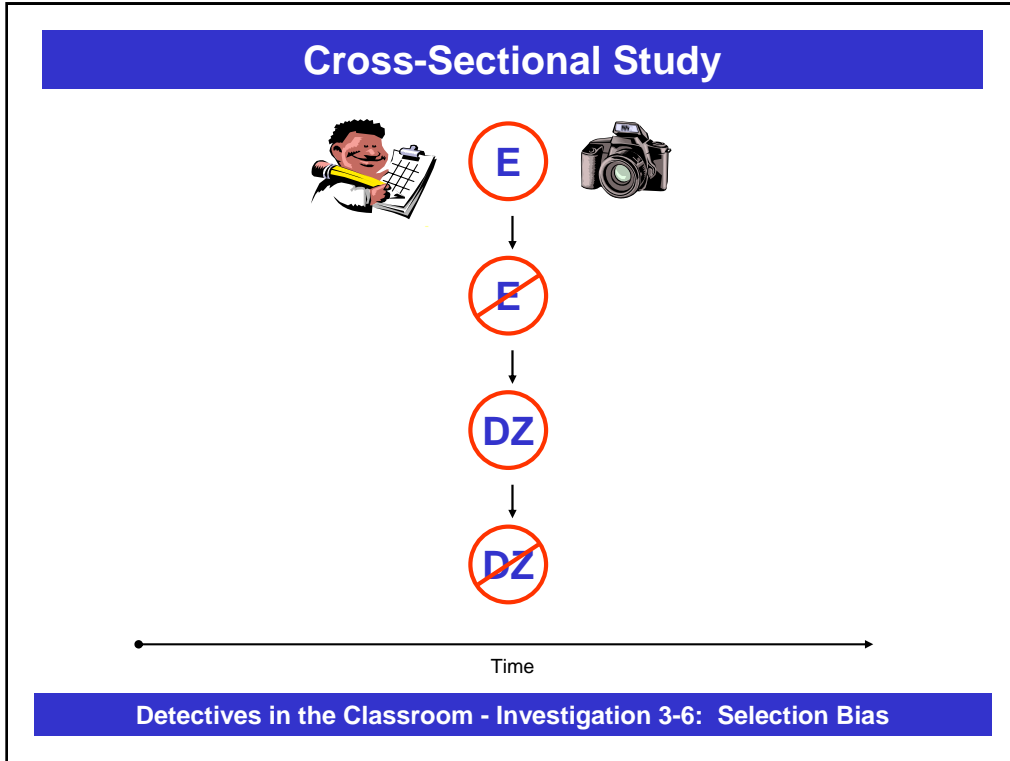 Cross-Sectional Study
E
E
DZ
DZ
Time
Detectives in the Classroom - Investigation 3-6:  Selection Bias